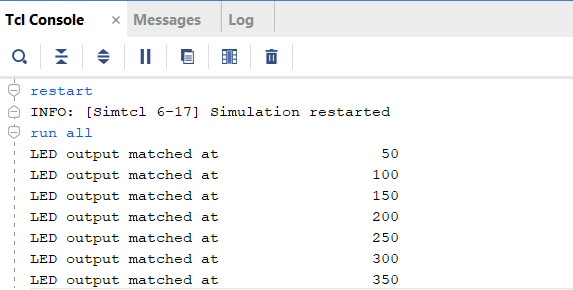 Tcl Console × Messages Log
restart
INFO: [Simtcl 6-17] Simulation restarted
run all
LED output matched at 50
LED output matched at 100
LED output matched at 150
LED output matched at 200
LED output matched at 250
LED output matched at 300
LED output matched at 350